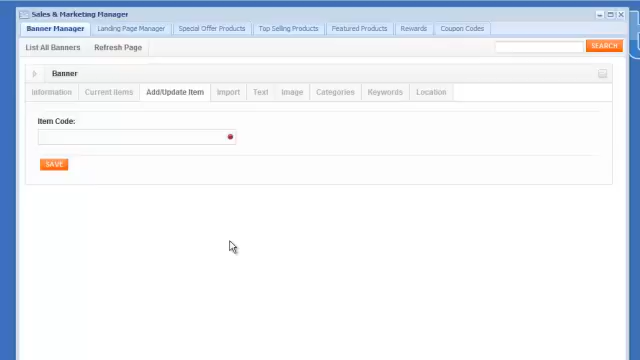 Sales & Marketing Manager
Banner Manager Landing Page Manager Special Offer Products Top Selling Products Featured Products Rewards Coupon Codes
List All Banners Refresh Page SEARCH
Banner
Information Current Items Add/Update Item Import Text Image Categories Keywords Location
Item Code:
SAVE